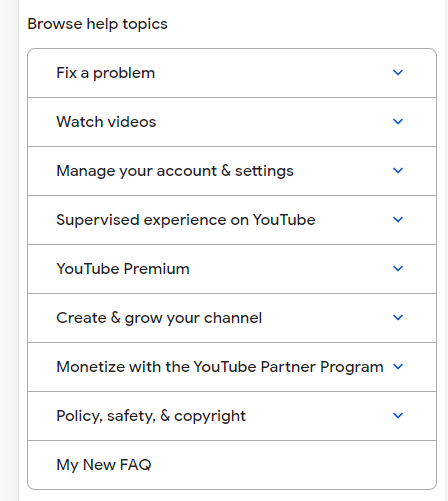 Browse help topics
Fix a problem
Watch videos
Manage your account & settings
Supervised experience on YouTube
YouTube Premium
Create & grow your channel
Monetize with the YouTube Partner Program
Policy, safety, & copyright
My New FAQ